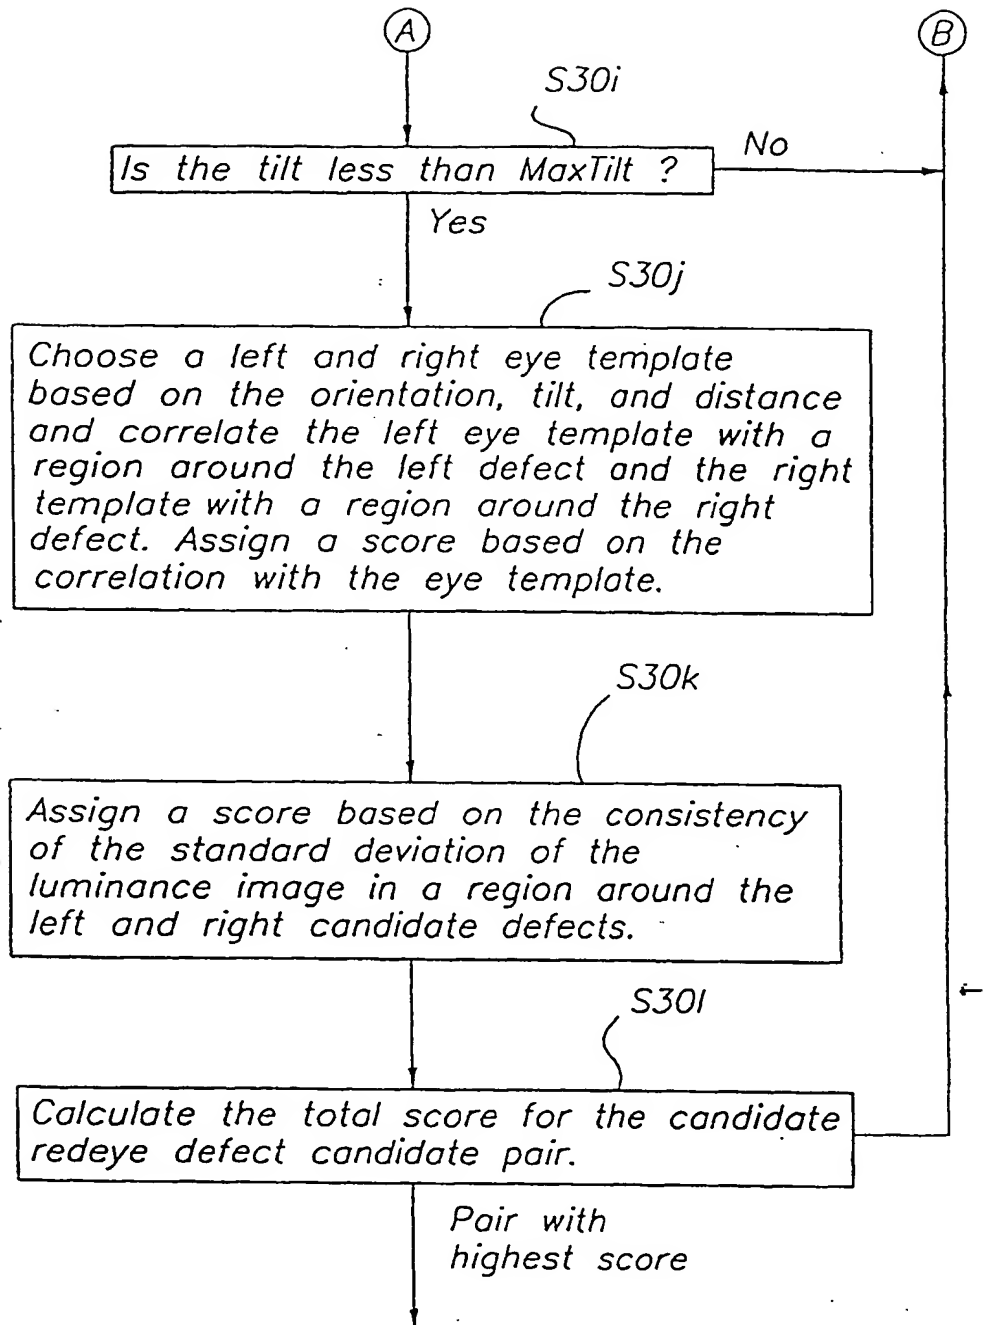 A
B
S30i
Is the tilt less than MaxTilt ?
No
Yes
S30j
Choose a left and right eye template
based on the orientation, tilt, and distance
and correlate the left eye template with a
region around the left defect and the right
template with a region around the right
defect. Assign a score based on the
correlation with the eye template.
S30k
Assign a score based on the consistency
of the standard deviation of the
luminance image in a region around the
left and right candidate defects.
S30l
Calculate the total score for the candidate
redeye defect candidate pair.
Pair with
highest score